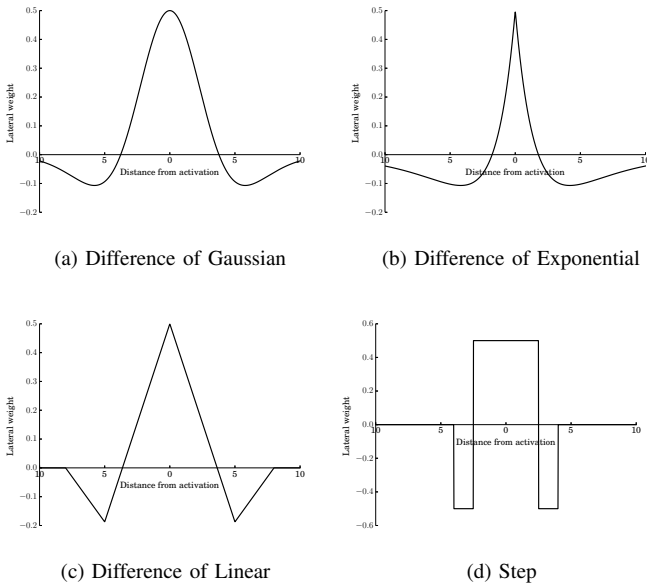 0.5
0.4
0.3
0.2
0.1
0.0
−0.1
−0.2
10 5 0 5 10
Lateral weight
Distance from activation
(a) Difference of Gaussian
0.5
0.4
0.3
0.2
0.1
0.0
−0.1
−0.2
10 5 0 5 10
Lateral weight
Distance from activation
(b) Difference of Exponential
0.5
0.4
0.3
0.2
0.1
0.0
−0.1
−0.2
10 5 0 5 10
Lateral weight
Distance from activation
(c) Difference of Linear
0.6
0.4
0.2
0.0
−0.2
−0.4
−0.6
10 5 0 5 10
Lateral weight
Distance from activation
(d) Step